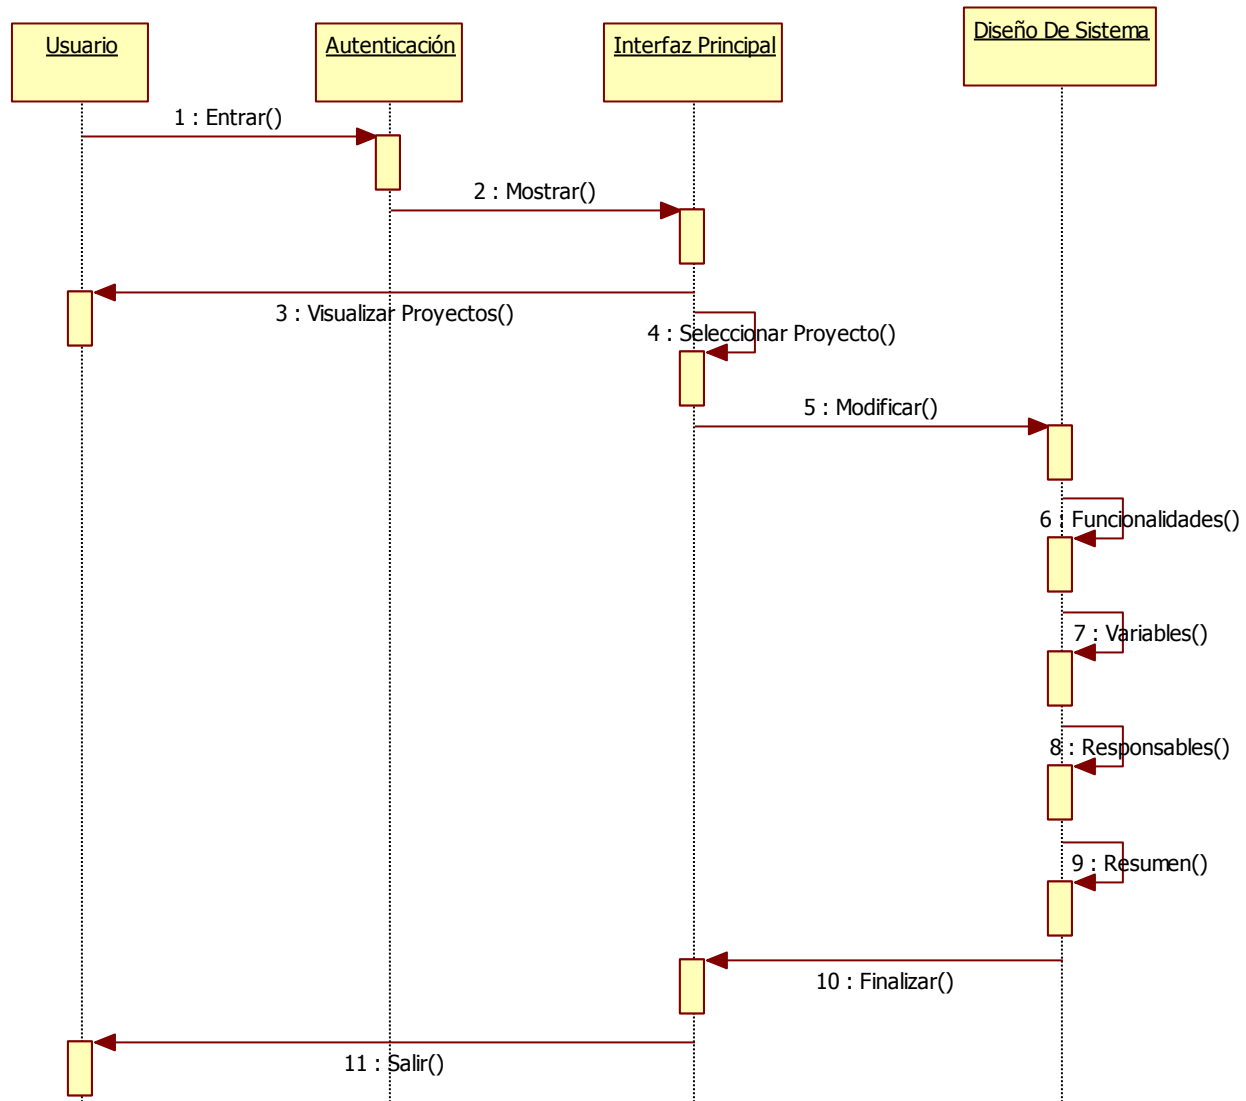 Usuario
Autenticación
Interfaz Principal
Diseño De Sistema
1 : Entrar()
2 : Mostrar()
3 : Visualizar Proyectos()
4 : Seleccionar Proyecto()
5 : Modificar()
6 : Funcionalidades()
7 : Variables()
8 : Responsables()
9 : Resumen()
10 : Finalizar()
11 : Salir()